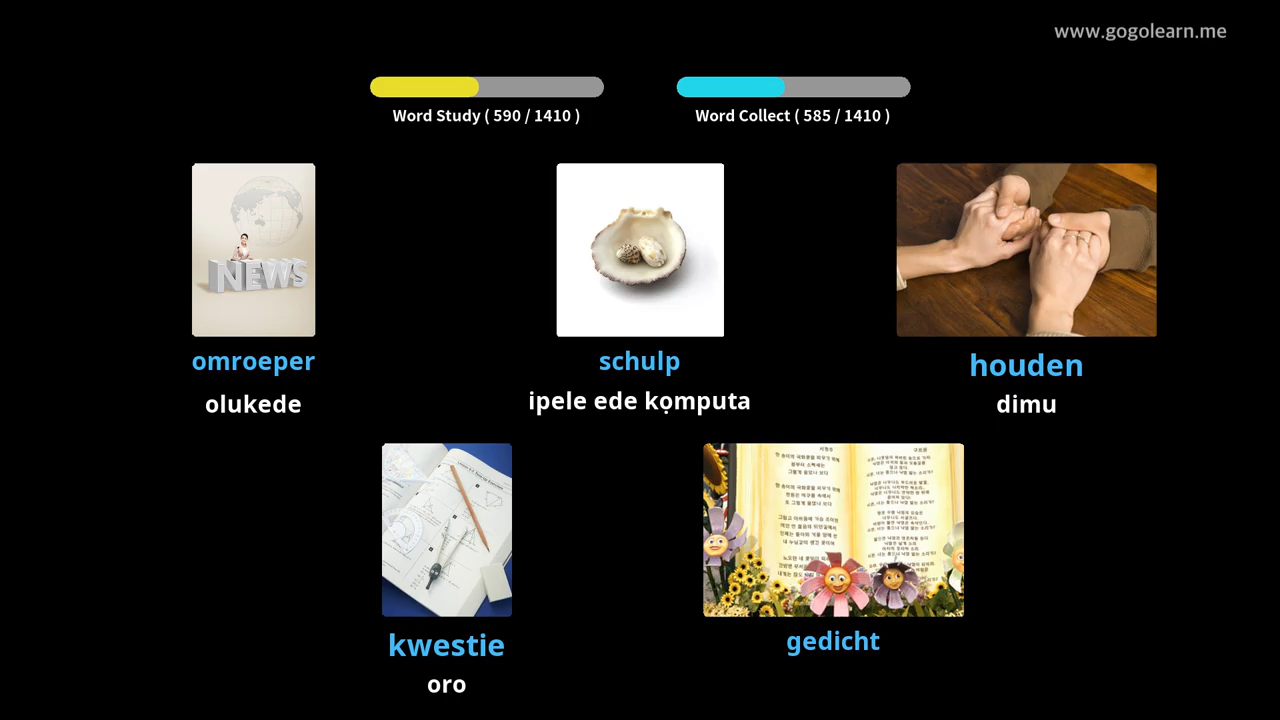 www.gogolearn.me
Word Study ( 590 / 1410 )
Word Collect ( 585 / 1410 )
NEWS
omroeper
schulp
houden
olukede
ipele ede kọmputa
dimu
kwestie
gedicht
oro